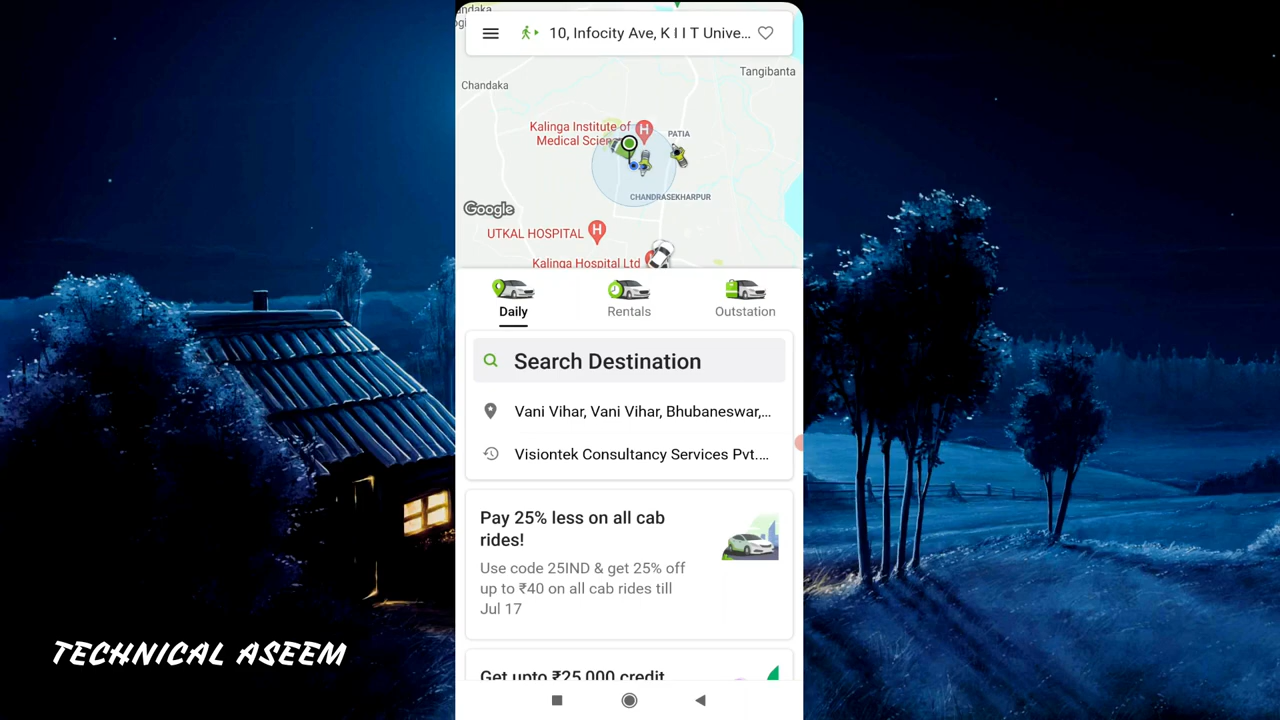 10, Infocity Ave, K I I T Unive...
Tangibanta
Chandaka
Kalinga Institute of
PATIA
CHANDRASEKHARPUR
Google
UTKAL HOSPITAL
Kalinga Hospital Ltd
Daily
Rentals
Outstation
Search Destination
Vani Vihar, Vani Vihar, Bhubaneswar,...
Visiontek Consultancy Services Pvt....
Pay 25% less on all cab
rides!
Use code 25IND & get 25% off
up to ₹40 on all cab rides till
Jul 17
Get upto ₹25,000 credit
TECHNICAL ASEEM